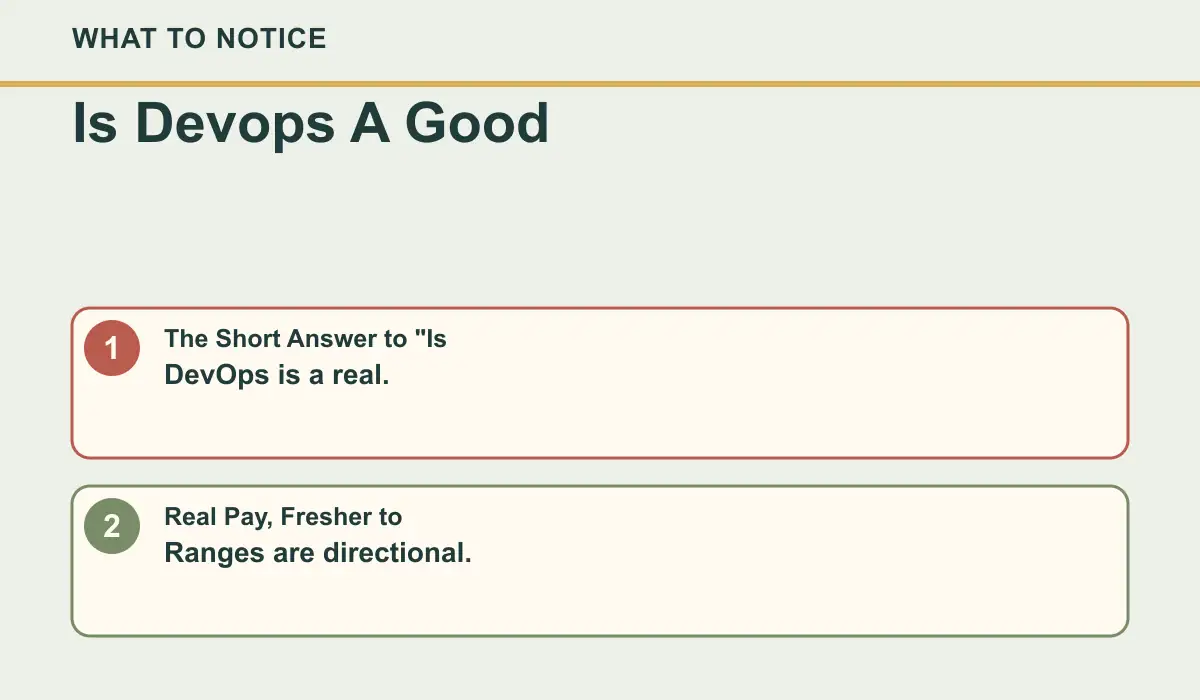 WHAT TO NOTICE
Is Devops A Good
1
The Short Answer to "Is
DevOps is a real.
2
Real Pay, Fresher to
Ranges are directional.